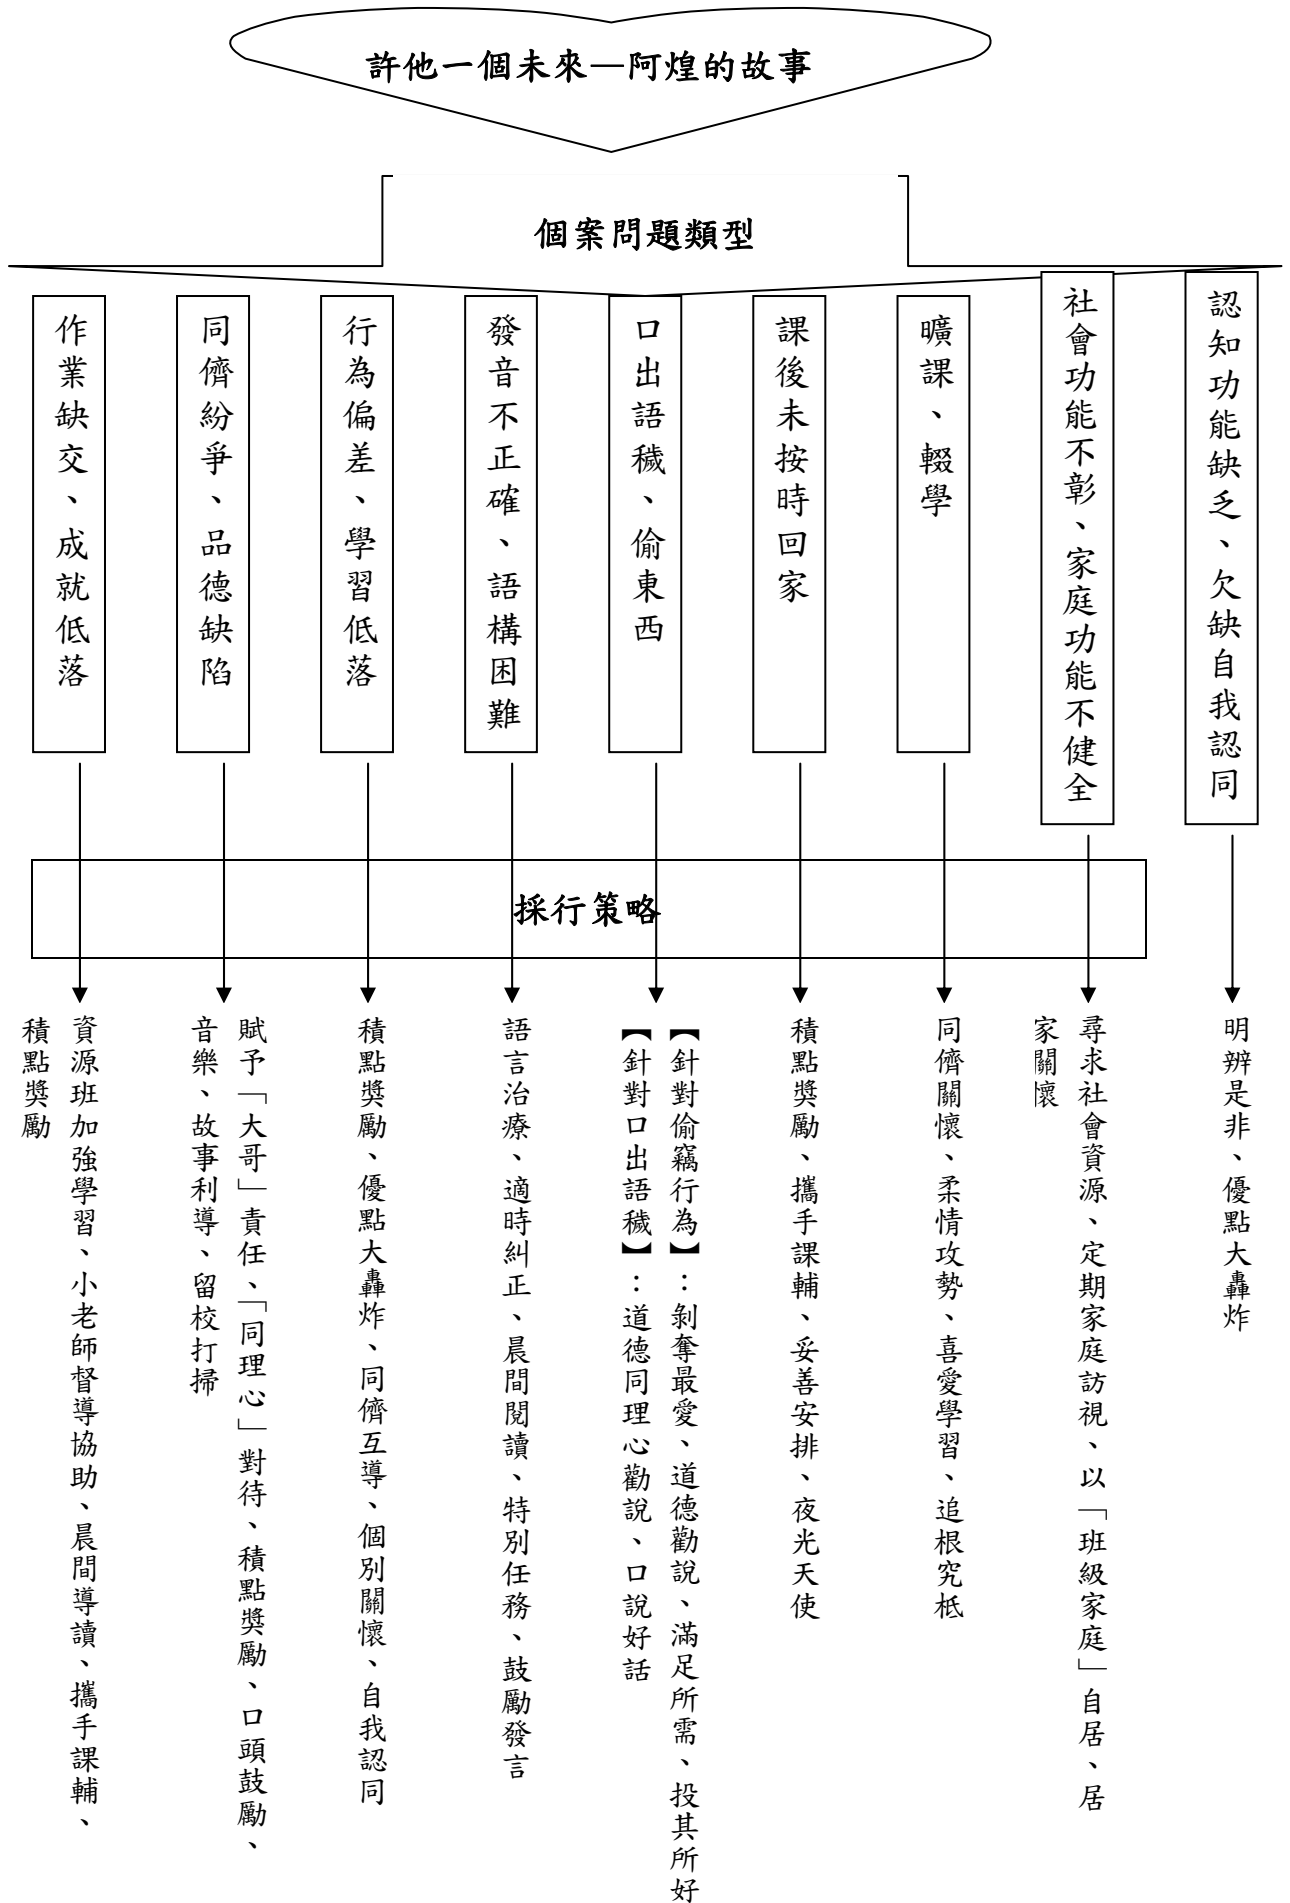 許他一個未來—阿煌的故事
個案問題類型
認知功能缺乏、欠缺自我認同
社會功能不彰、家庭功能不健全
曠課、輟學
課後未按時回家
口出語穢、偷東西
發音不正確、語構困難
行為偏差、學習低落
同儕紛爭、品德缺陷
作業缺交、成就低落
採行策略
明辨是非、優點大轟炸
尋求社會資源、定期家庭訪視、以「班級家庭」自居、居
家關懷
同儕關懷、柔情攻勢、喜愛學習、追根究柢
積點獎勵、攜手課輔、妥善安排、夜光天使
【針對偷竊行為】：剝奪最愛、道德勸說、滿足所需、投其所好
【針對口出語穢】：道德同理心勸說、口說好話
語言治療、適時糾正、晨間閱讀、特別任務、鼓勵發言
積點獎勵、優點大轟炸、同儕互導、個別關懷、自我認同
賦予「大哥」責任、「同理心」對待、積點獎勵、口頭鼓勵、
音樂、故事利導、留校打掃
資源班加強學習、小老師督導協助、晨間導讀、攜手課輔、
積點獎勵